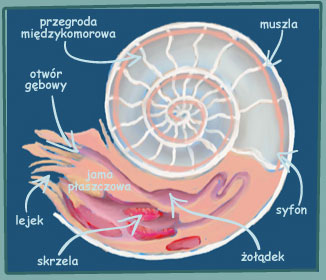 przegroda
międzykomorowa
muszla
otwór
gębowy
jama
płaszczowa
lejek
syfon
skrzela
żołądek